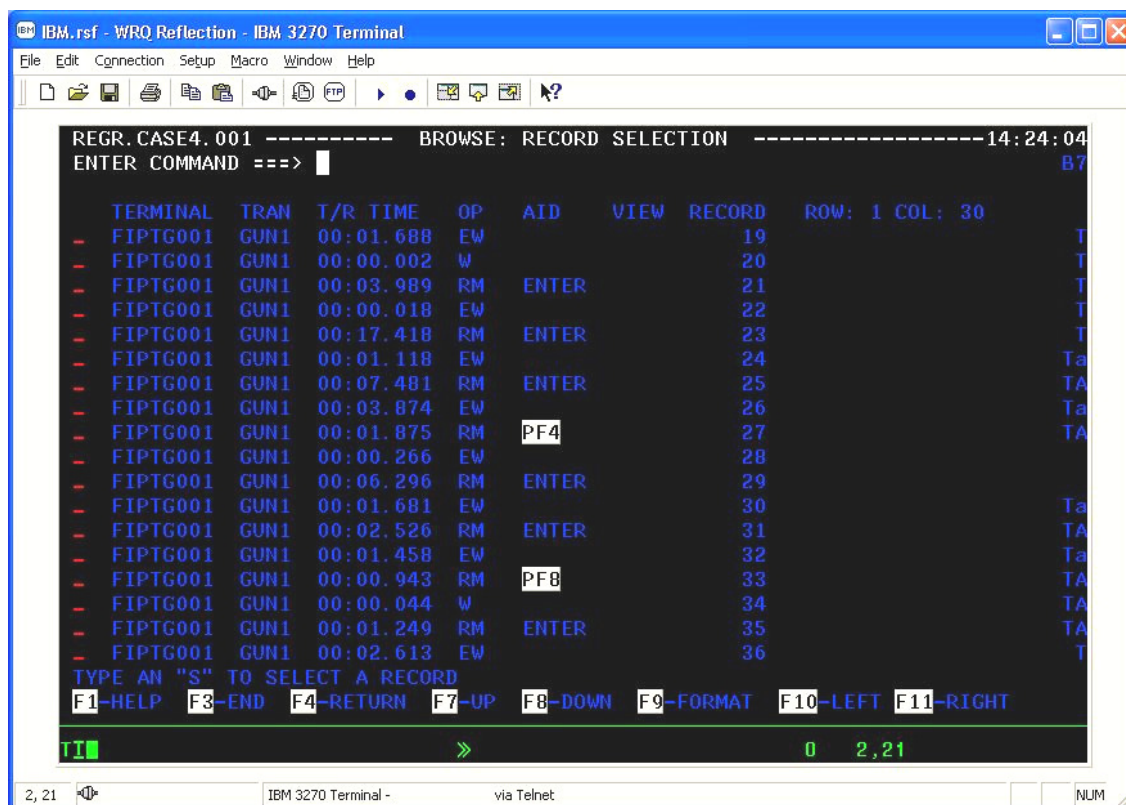 IBM.rsf - WRQ Reflection - IBM 3270 Terminal
File Edit Connection Setup Macro Window Help
FTP
REGR.CASE4.001 ---------- BROWSE: RECORD SELECTION ------------------14:24:04
ENTER COMMAND ===> B7
TERMINAL TRAN T/R TIME OP AID VIEW RECORD ROW: 1 COL: 30
_ FIPTG001 GUN1 00:01.688 EW 19 T
_ FIPTG001 GUN1 00:00.002 W 20 T
_ FIPTG001 GUN1 00:03.989 RM ENTER 21 T
_ FIPTG001 GUN1 00:00.018 EW 22 T
_ FIPTG001 GUN1 00:17.418 RM ENTER 23 T
_ FIPTG001 GUN1 00:01.118 EW 24 Ta
_ FIPTG001 GUN1 00:07.481 RM ENTER 25 TA
_ FIPTG001 GUN1 00:03.874 EW 26 Ta
_ FIPTG001 GUN1 00:01.875 RM PF4 27 TA
_ FIPTG001 GUN1 00:00.266 EW 28
_ FIPTG001 GUN1 00:06.296 RM ENTER 29
_ FIPTG001 GUN1 00:01.681 EW 30 Ta
_ FIPTG001 GUN1 00:02.526 RM ENTER 31 TA
_ FIPTG001 GUN1 00:01.458 EW 32 Ta
_ FIPTG001 GUN1 00:00.943 RM PF8 33 TA
_ FIPTG001 GUN1 00:00.044 W 34 TA
_ FIPTG001 GUN1 00:01.249 RM ENTER 35 TA
_ FIPTG001 GUN1 00:02.613 EW 36 T
TYPE AN "S" TO SELECT A RECORD
F1-HELP F3-END F4-RETURN F7-UP F8-DOWN F9-FORMAT F10-LEFT F11-RIGHT
TI >> 0 2,21
2, 21 IBM 3270 Terminal - via Telnet NUM